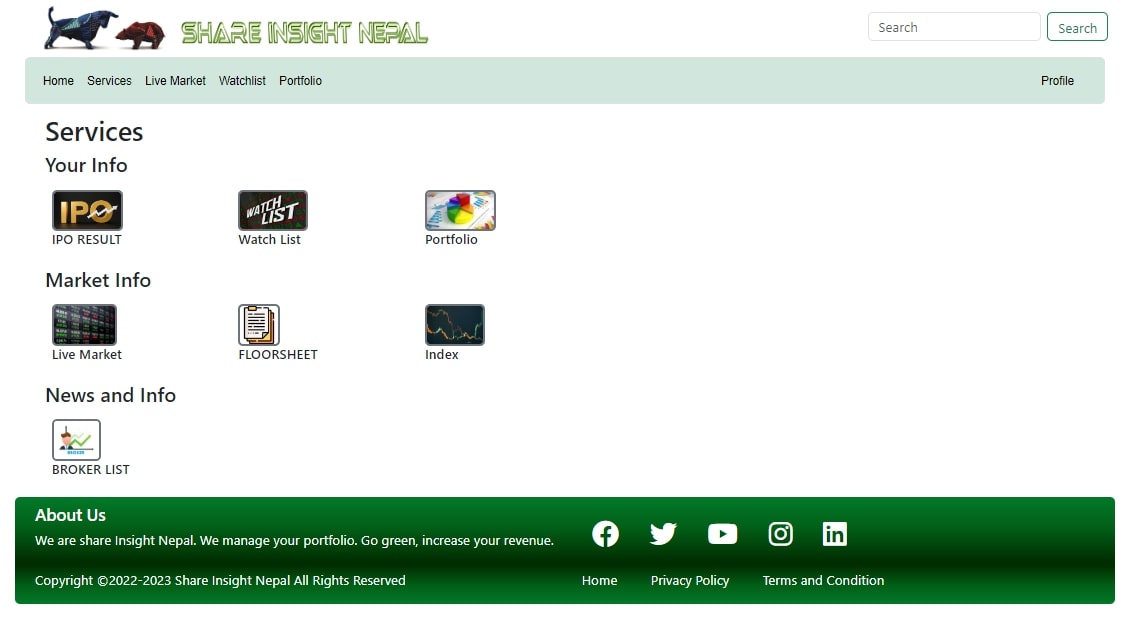 SHARE INSIGHT NEPAL
Search Search
Home Services Live Market Watchlist Portfolio Profile
Services
Your Info
IPO
WATCH LIST
IPO RESULT Watch List Portfolio
Market Info
Live Market FLOORSHEET Index
News and Info
BROKER LIST
About Us
We are share Insight Nepal. We manage your portfolio. Go green, increase your revenue.
Copyright ©2022-2023 Share Insight Nepal All Rights Reserved Home Privacy Policy Terms and Condition